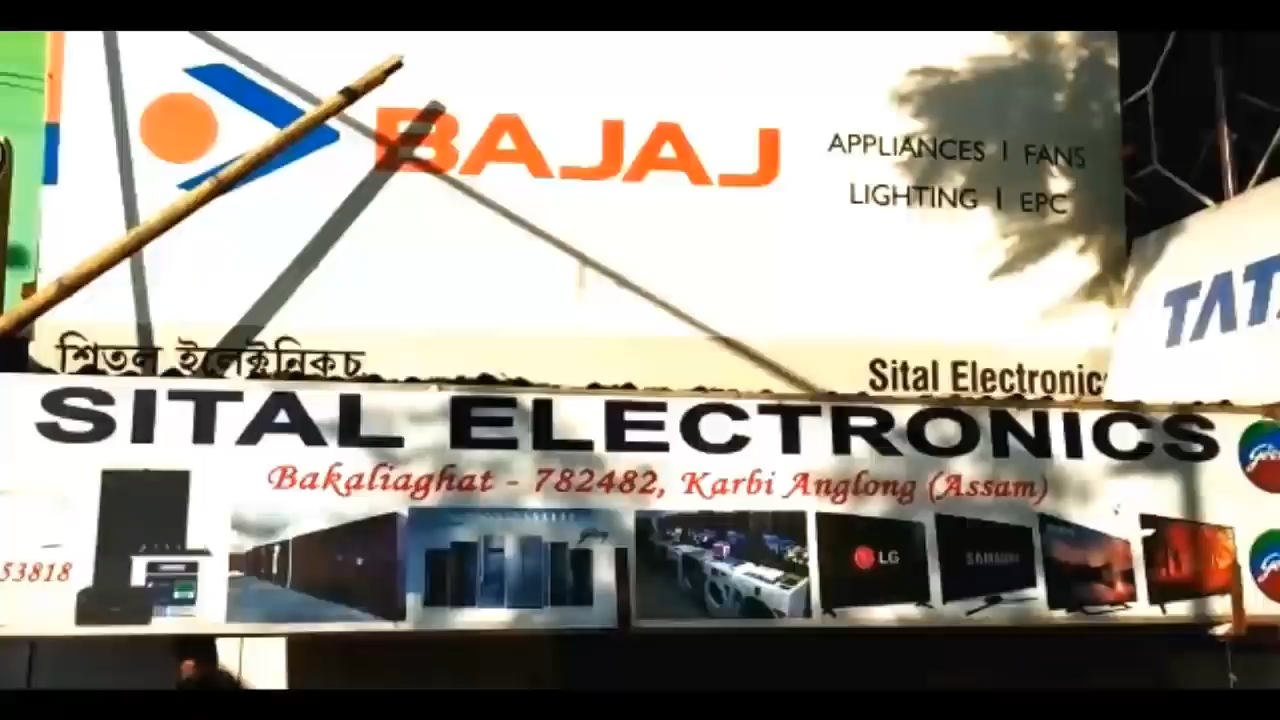 BAJAJ
APPLIANCES | FANS
LIGHTING | EPC
TAT
শিতল ইলেক্ট্ৰনিকচ
Sital Electronic
SITAL ELECTRONICS
Bakaliaghat - 782482, Karbi Anglong (Assam)
53818
LG
SAMSUNG